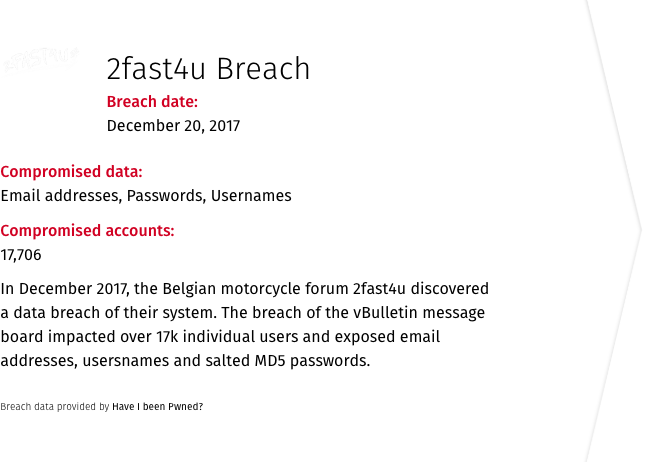 2fast4u Breach
Breach date:
December 20, 2017
Compromised data:
Email addresses, Passwords, Usernames
Compromised accounts:
17,706
In December 2017, the Belgian motorcycle forum 2fast4u discovered
a data breach of their system. The breach of the vBulletin message
board impacted over 17k individual users and exposed email
addresses, usersnames and salted MD5 passwords.
Breach data provided by Have I been Pwned?